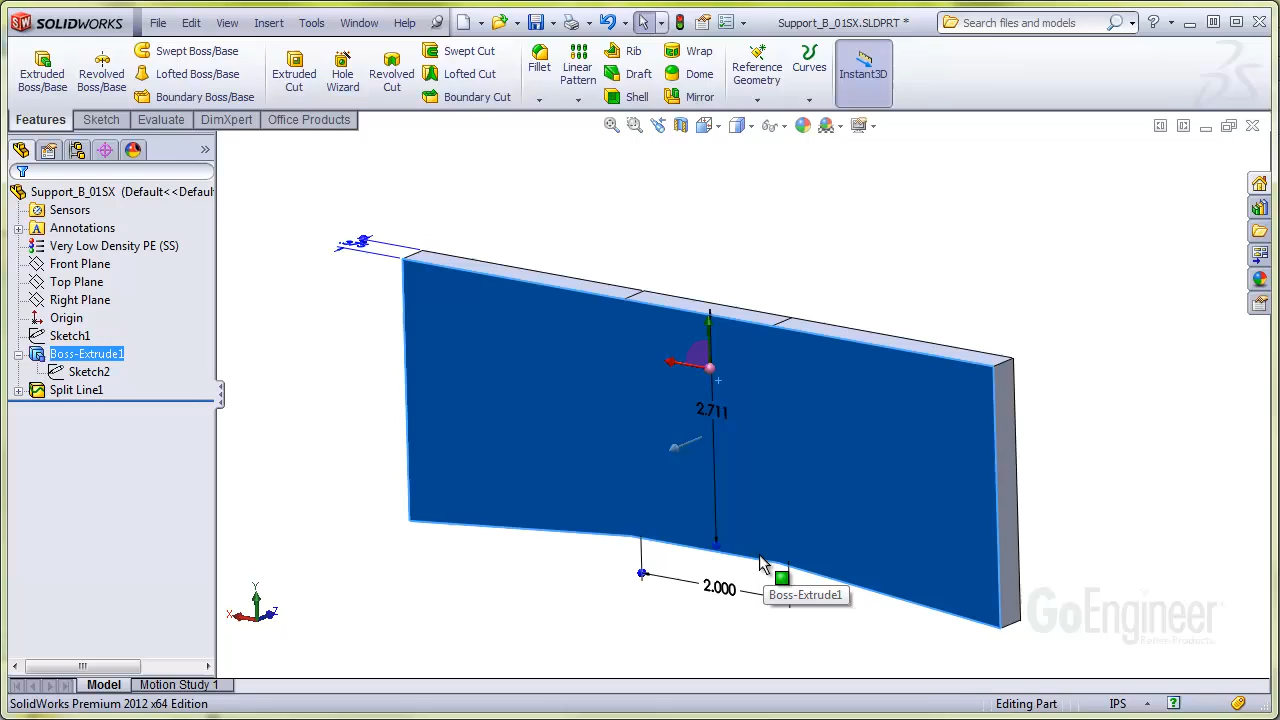 SOLIDWORKS File Edit View Insert Tools Window Help Support_B_01SX.SLDPRT * Search files and models
Extruded Boss/Base
Revolved Boss/Base
Swept Boss/Base
Lofted Boss/Base
Boundary Boss/Base
Extruded Cut
Hole Wizard
Revolved Cut
Swept Cut
Lofted Cut
Boundary Cut
Fillet
Linear Pattern
Rib
Draft
Shell
Wrap
Dome
Mirror
Reference Geometry
Curves
Instant3D
Features Sketch Evaluate DimXpert Office Products
Support_B_01SX (Default<<Defaul
Sensors
Annotations
Very Low Density PE (SS)
Front Plane
Top Plane
Right Plane
Origin
Sketch1
Boss-Extrude1
Sketch2
Split Line1
2.711
2.000
Boss-Extrude1
Y
X
Z
GoEngineer
Model Motion Study 1
SolidWorks Premium 2012 x64 Edition Editing Part IPS